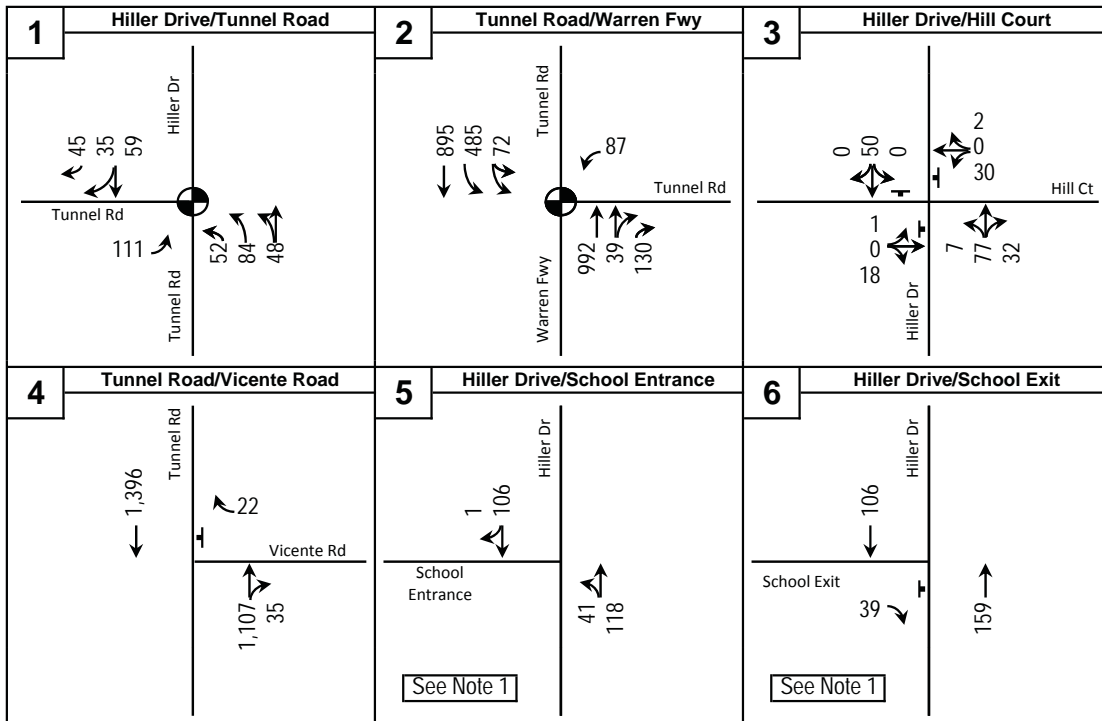 1
Hiller Drive/Tunnel Road
Hiller Dr
45
35
59
Tunnel Rd
111
52
84
48
Tunnel Rd
2
Tunnel Road/Warren Fwy
Tunnel Rd
895
485
72
87
Tunnel Rd
992
39
130
Warren Fwy
3
Hiller Drive/Hill Court
0
50
0
2
0
30
Hill Ct
1
0
18
7
77
32
Hiller Dr
4
Tunnel Road/Vicente Road
Tunnel Rd
1,396
22
Vicente Rd
1,107
35
5
Hiller Drive/School Entrance
Hiller Dr
1
106
School
Entrance
41
118
See Note 1
6
Hiller Drive/School Exit
106
School Exit
39
159
See Note 1